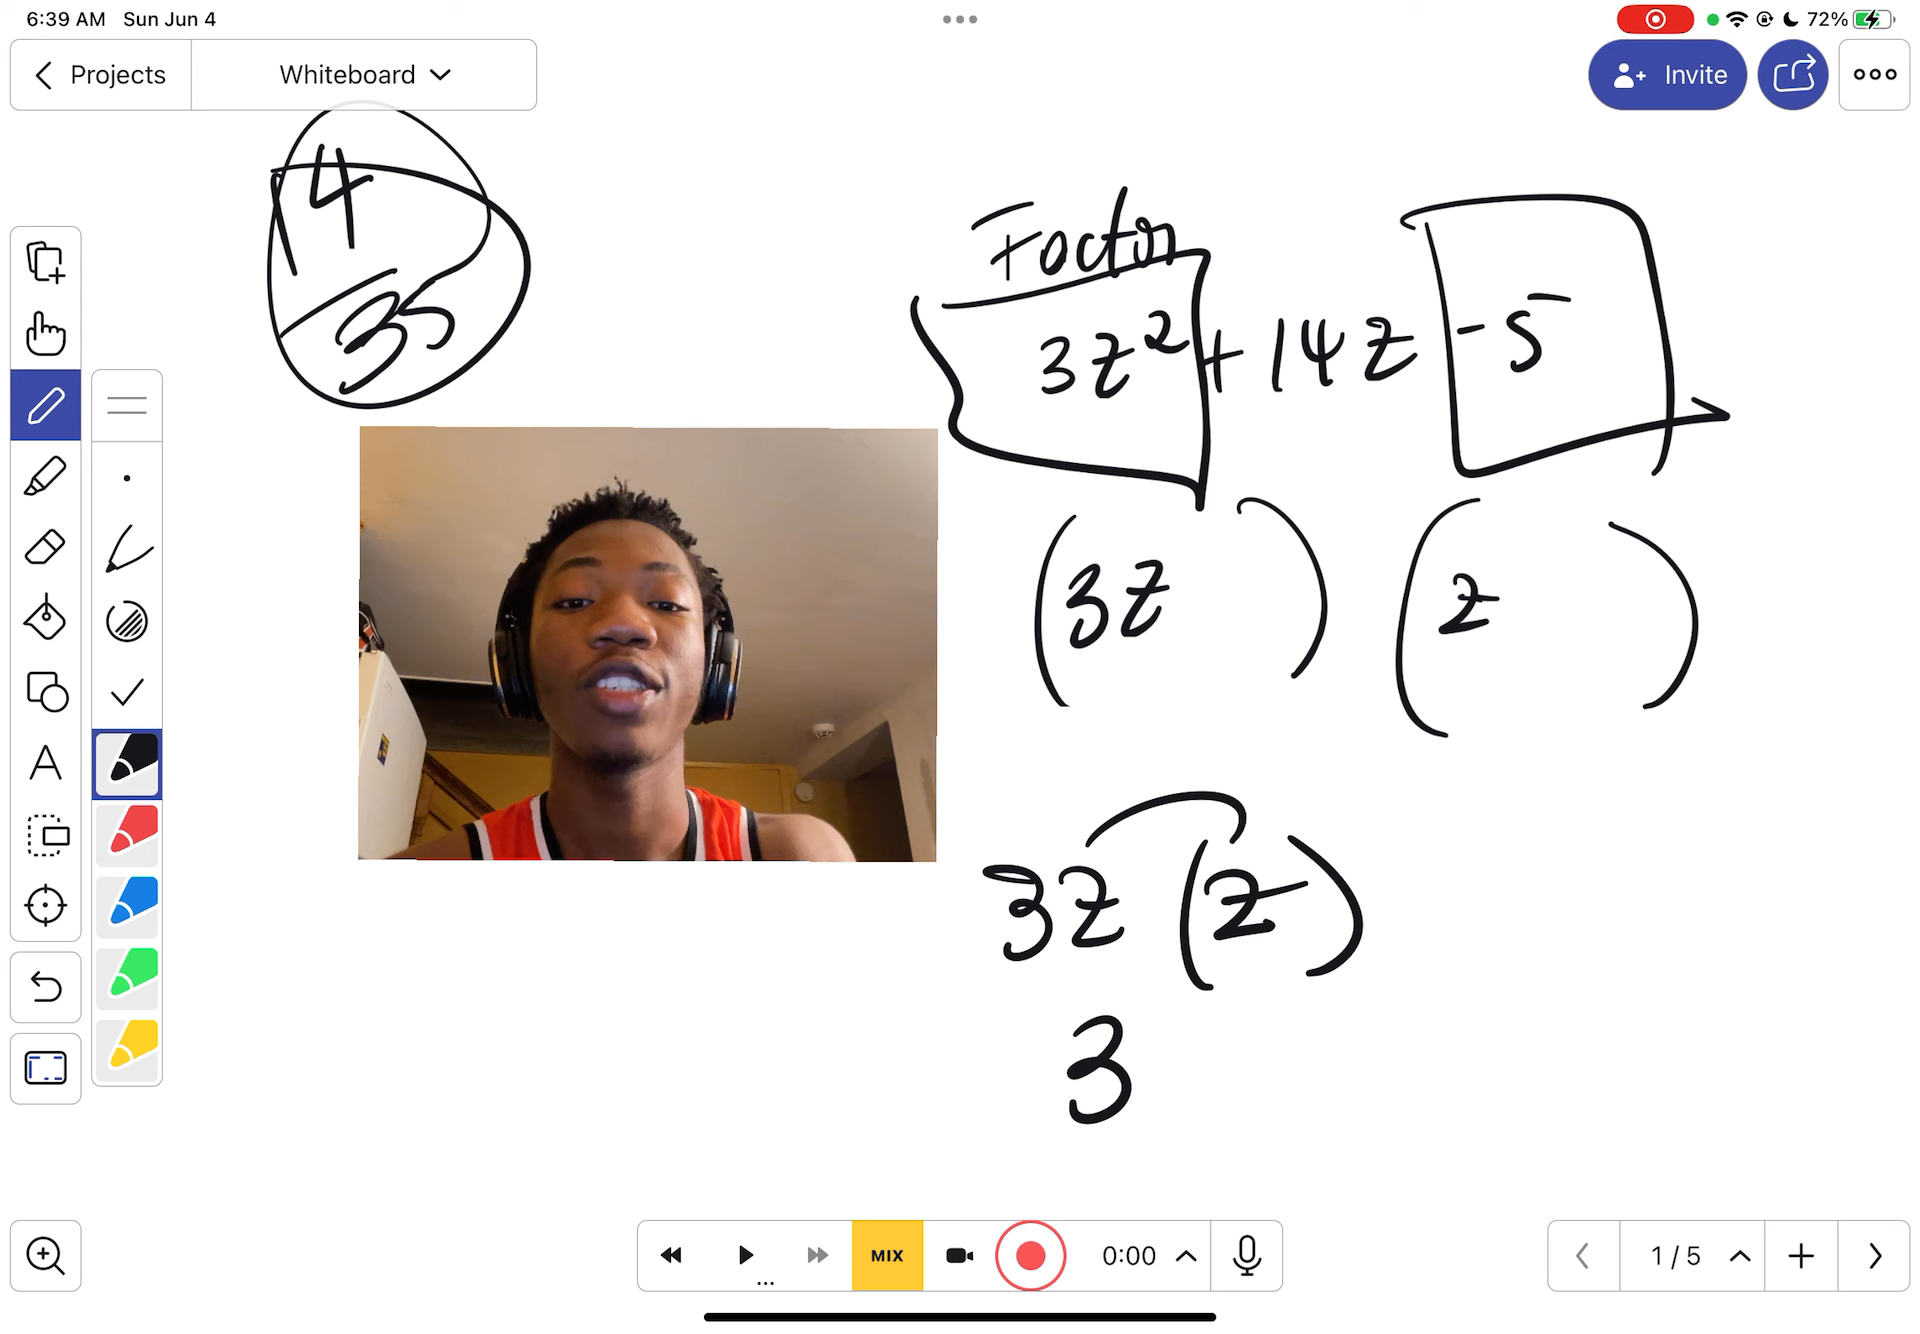 6:39 AM Sun Jun 4
72%
Projects
Whiteboard
Invite
14
35
Factor
3z² + 14z - 5
(3z ) (z )
3z (z)
3
A
MIX
0:00
1 / 5